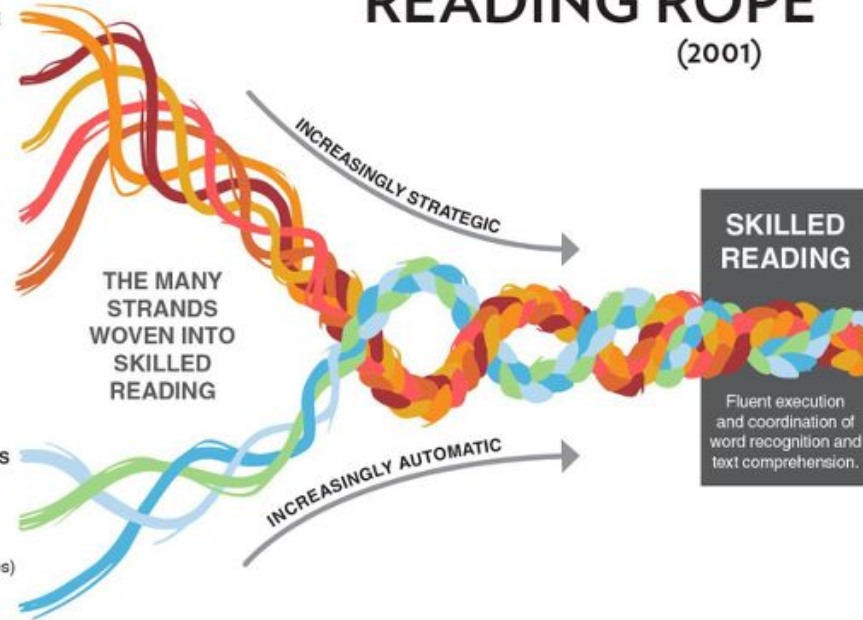 READING ROPE
(2001)
INCREASINGLY STRATEGIC
SKILLED
READING
THE MANY
STRANDS
WOVEN INTO
SKILLED
READING
Fluent execution
and coordination of
word recognition and
text comprehension.
INCREASINGLY AUTOMATIC
s
s)